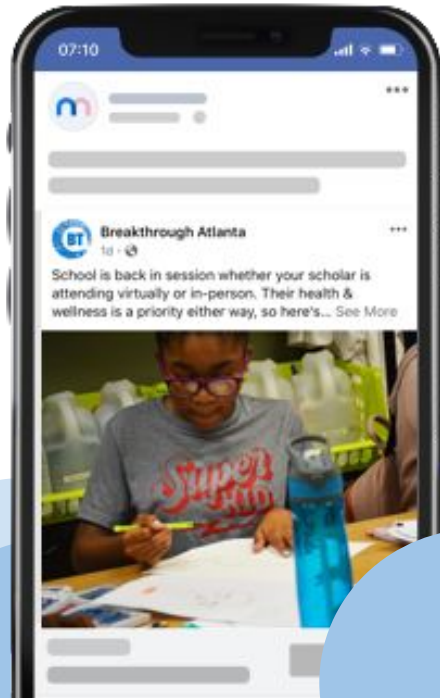 07:10
BT
Breakthrough Atlanta
1d ·
School is back in session whether your scholar is
attending virtually or in-person. Their health &
wellness is a priority either way, so here's... See More
Super